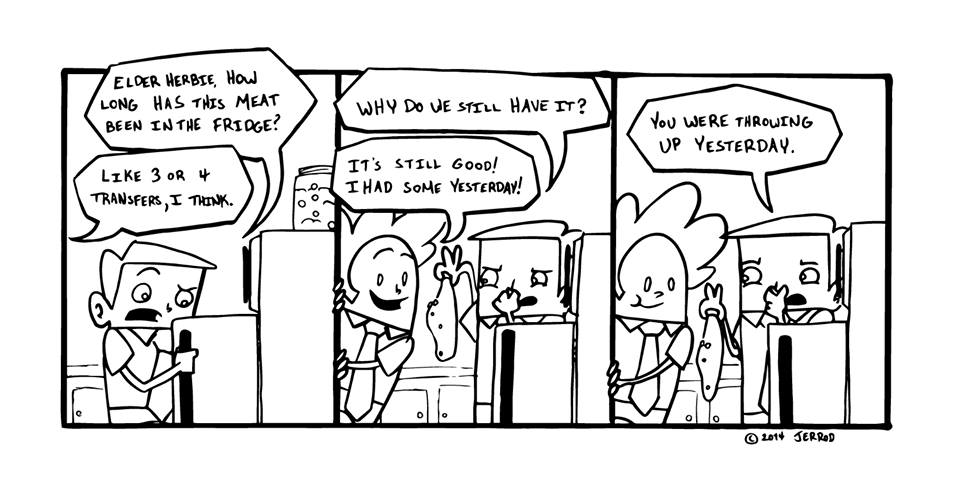 ELDER HERBIE, HOW
LONG HAS THIS MEAT
BEEN IN THE FRIDGE?
LIKE 3 OR 4
TRANSFERS, I THINK.
WHY DO WE STILL HAVE IT?
IT'S STILL GOOD!
I HAD SOME YESTERDAY!
YOU WERE THROWING
UP YESTERDAY.
© 2014 JERROD